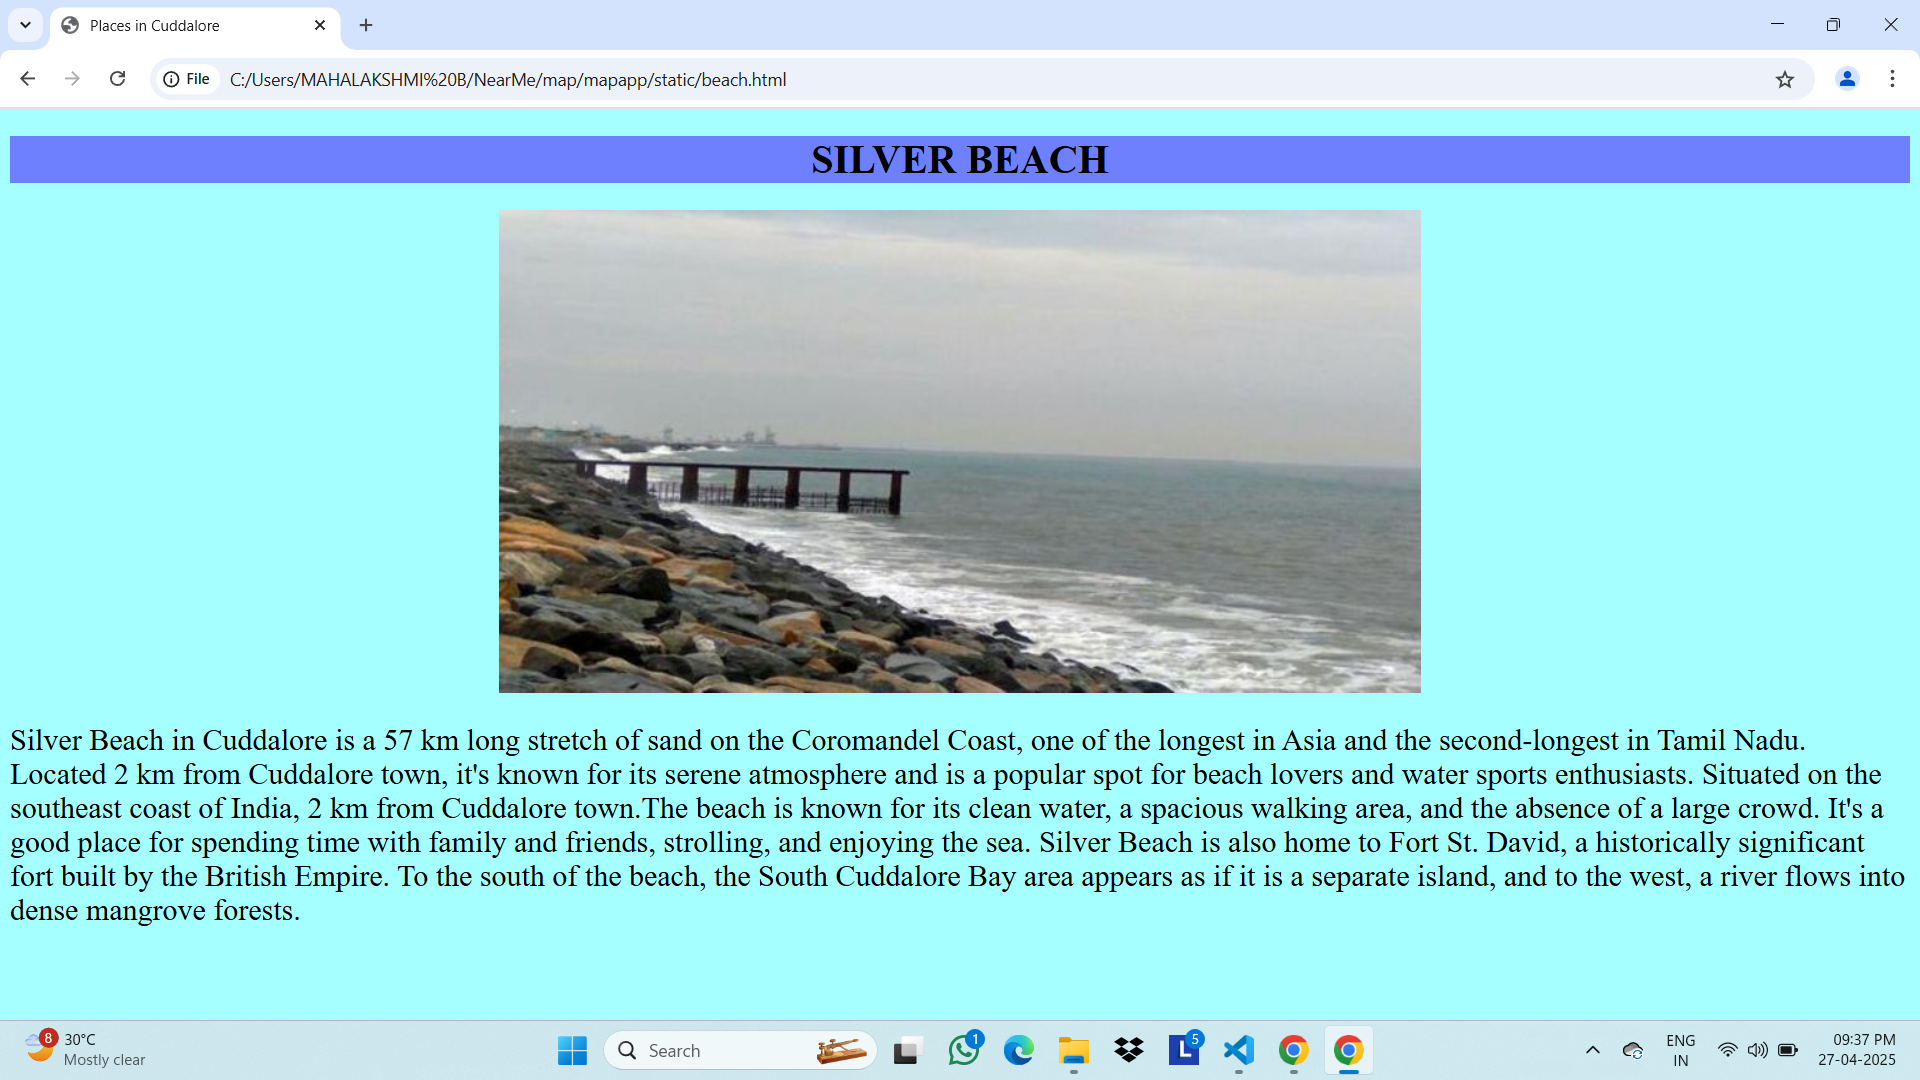 Places in Cuddalore
File
C:/Users/MAHALAKSHMI%20B/NearMe/map/mapapp/static/beach.html
SILVER BEACH
Silver Beach in Cuddalore is a 57 km long stretch of sand on the Coromandel Coast, one of the longest in Asia and the second-longest in Tamil Nadu.
Located 2 km from Cuddalore town, it's known for its serene atmosphere and is a popular spot for beach lovers and water sports enthusiasts. Situated on the
southeast coast of India, 2 km from Cuddalore town.The beach is known for its clean water, a spacious walking area, and the absence of a large crowd. It's a
good place for spending time with family and friends, strolling, and enjoying the sea. Silver Beach is also home to Fort St. David, a historically significant
fort built by the British Empire. To the south of the beach, the South Cuddalore Bay area appears as if it is a separate island, and to the west, a river flows into
dense mangrove forests.
8
30°C
Mostly clear
Search
1
L
5
ENG
IN
09:37 PM
27-04-2025